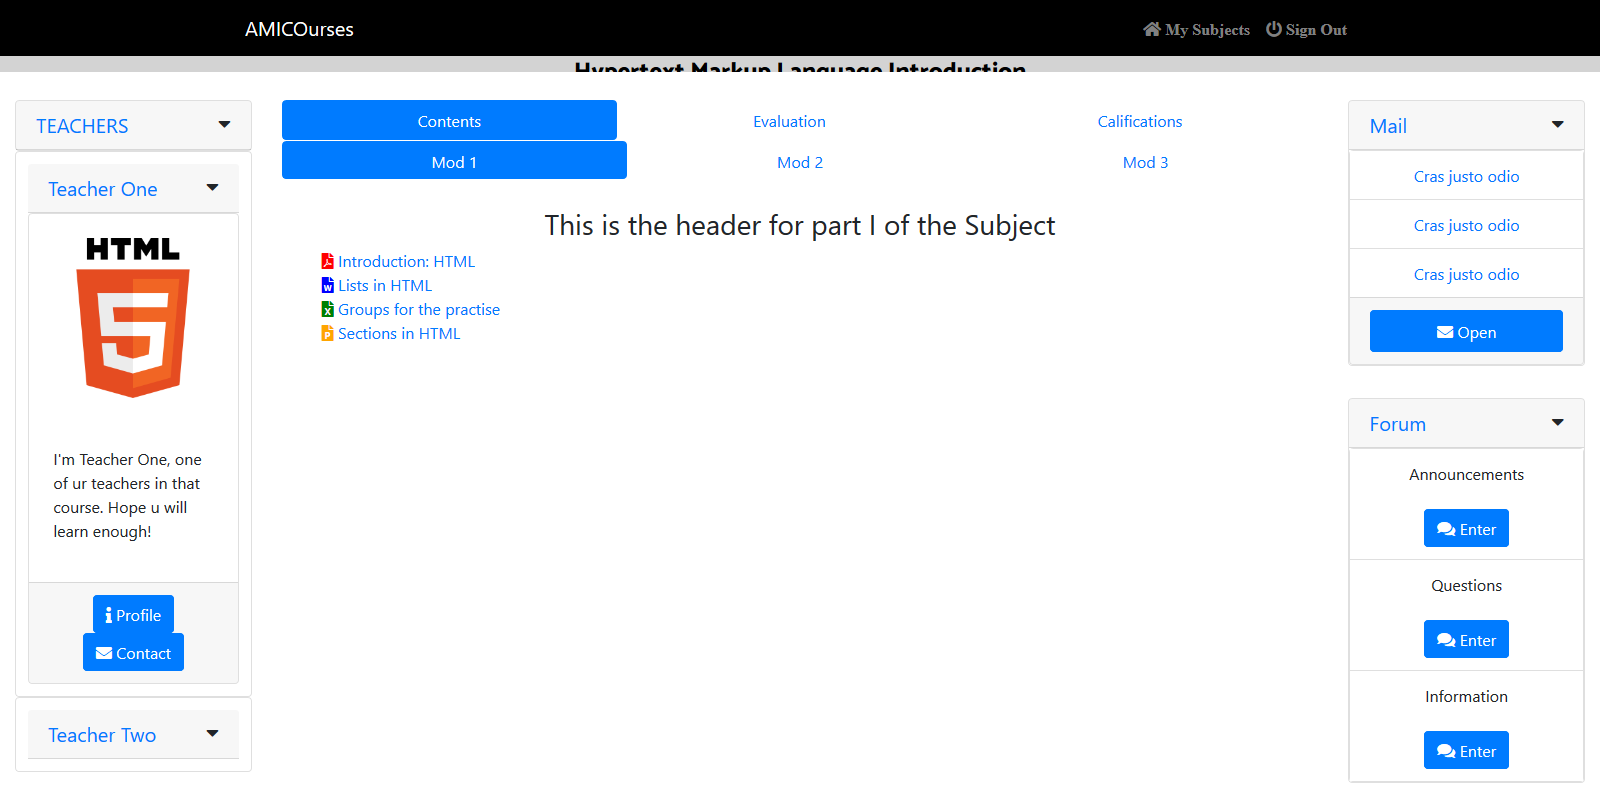 AMICOurses
My Subjects
Sign Out
Hypertext Markup Language Introduction
TEACHERS
Teacher One
HTML
5
I'm Teacher One, one
of ur teachers in that
course. Hope u will
learn enough!
Profile
Contact
Teacher Two
Contents
Evaluation
Califications
Mod 1
Mod 2
Mod 3
This is the header for part I of the Subject
Introduction: HTML
W Lists in HTML
X Groups for the practise
P Sections in HTML
Mail
Cras justo odio
Cras justo odio
Cras justo odio
Open
Forum
Announcements
Enter
Questions
Enter
Information
Enter